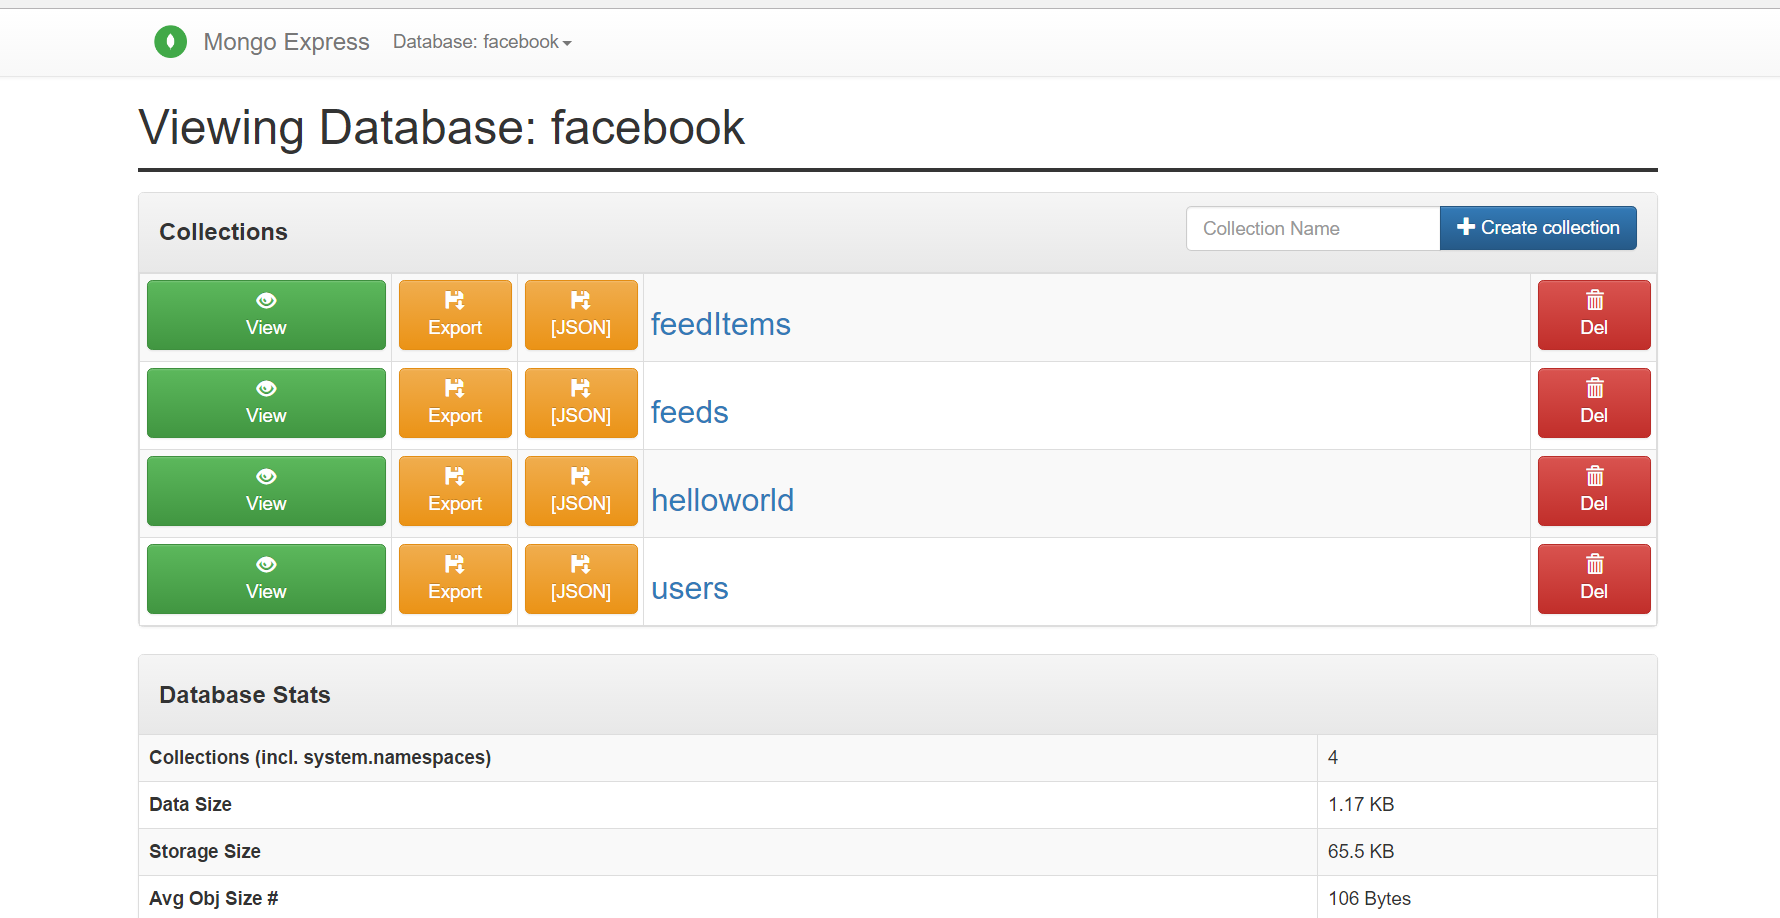 Mongo Express Database: facebook
Viewing Database: facebook
Collections Collection Name Create collection
View Export [JSON] feedItems Del
View Export [JSON] feeds Del
View Export [JSON] helloworld Del
View Export [JSON] users Del
Database Stats
Collections (incl. system.namespaces) 4
Data Size 1.17 KB
Storage Size 65.5 KB
Avg Obj Size # 106 Bytes